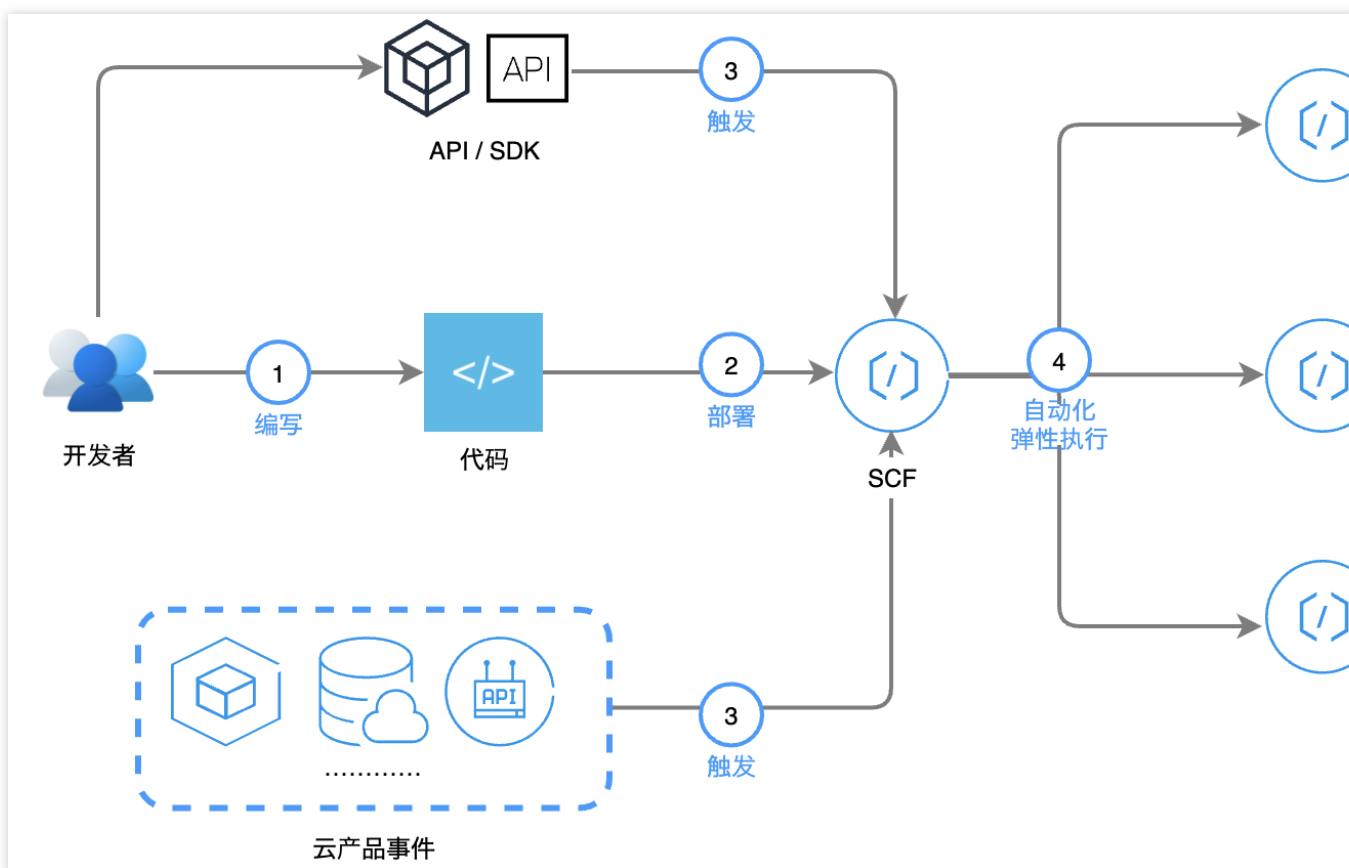 API
3
触发
API / SDK
1
编写
</>
2
部署
4
自动化
弹性执行
开发者
代码
SCF
API
............
3
触发
云产品事件